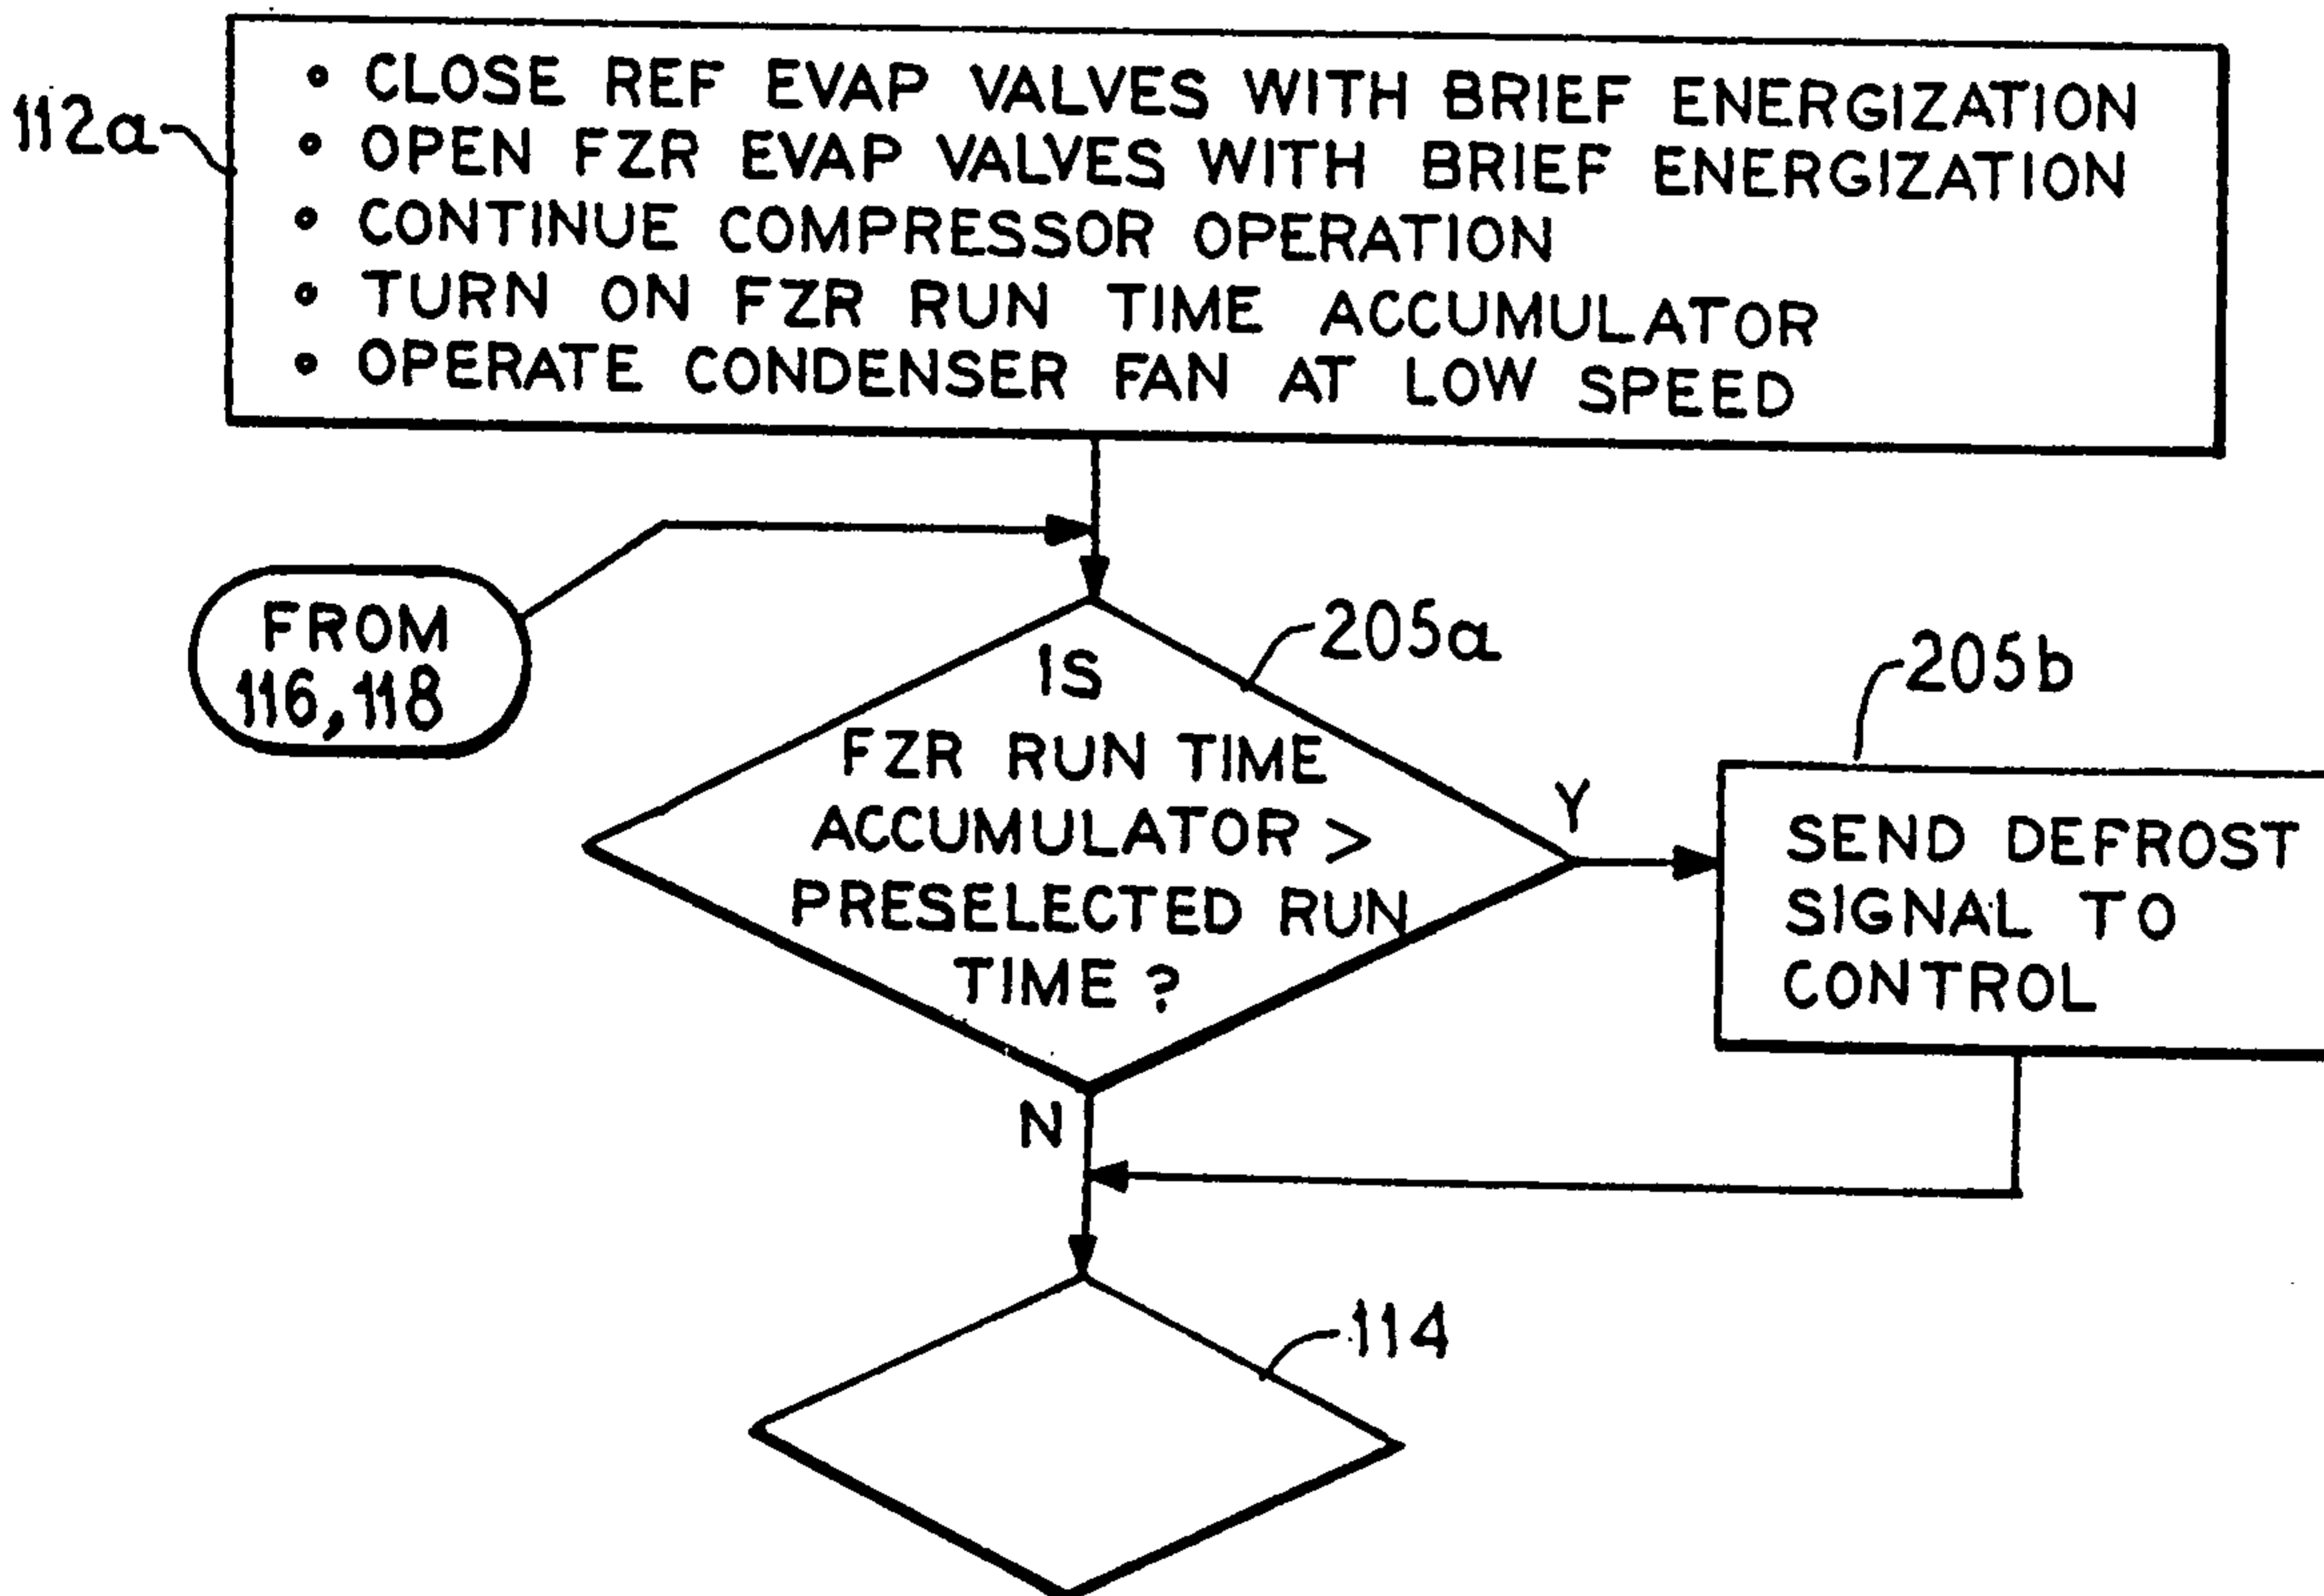 • CLOSE REF EVAP VALVES WITH BRIEF ENERGIZATION
112a
• OPEN FZR EVAP VALVES WITH BRIEF ENERGIZATION
• CONTINUE COMPRESSOR OPERATION
• TURN ON FZR RUN TIME ACCUMULATOR
• OPERATE CONDENSER FAN AT LOW SPEED
FROM
116, 118
205a
205b
IS
FZR RUN TIME
ACCUMULATOR >
PRESELECTED RUN
TIME ?
Y
SEND DEFROST
SIGNAL TO
CONTROL
N
114